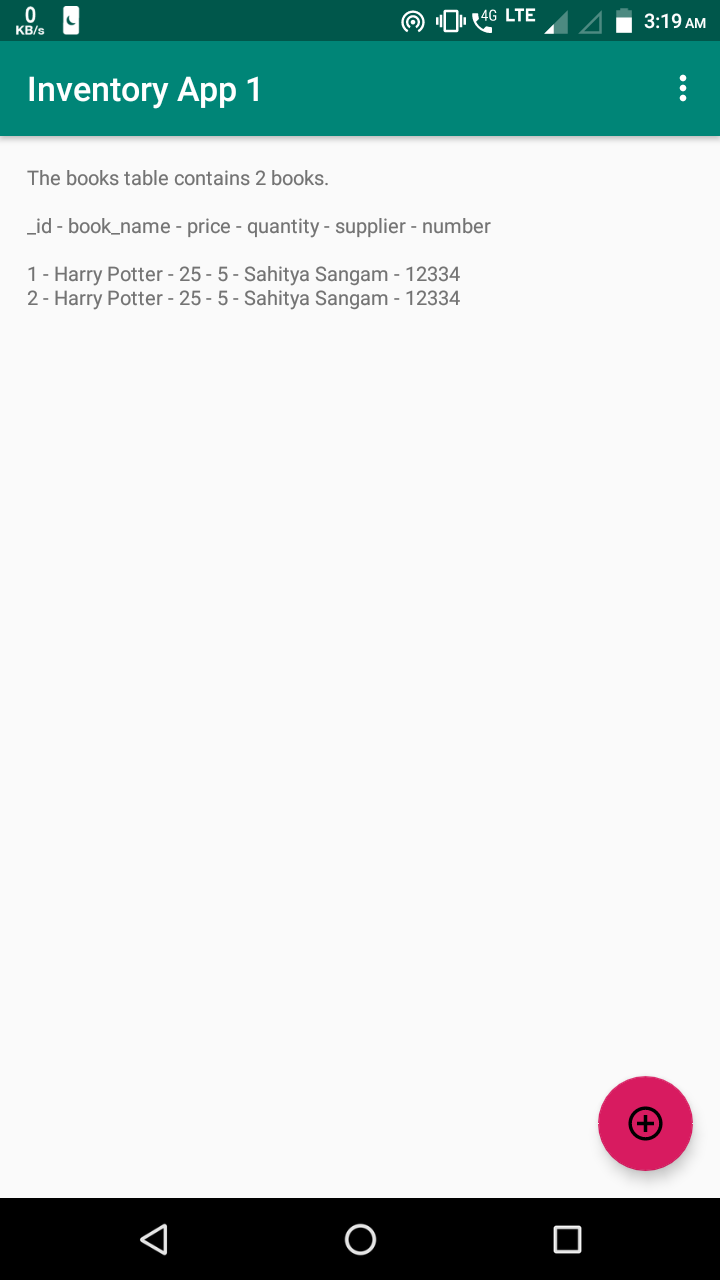 0
KB/s
4G LTE 3:19 AM
Inventory App 1
The books table contains 2 books.
_id - book_name - price - quantity - supplier - number
1 - Harry Potter - 25 - 5 - Sahitya Sangam - 12334
2 - Harry Potter - 25 - 5 - Sahitya Sangam - 12334